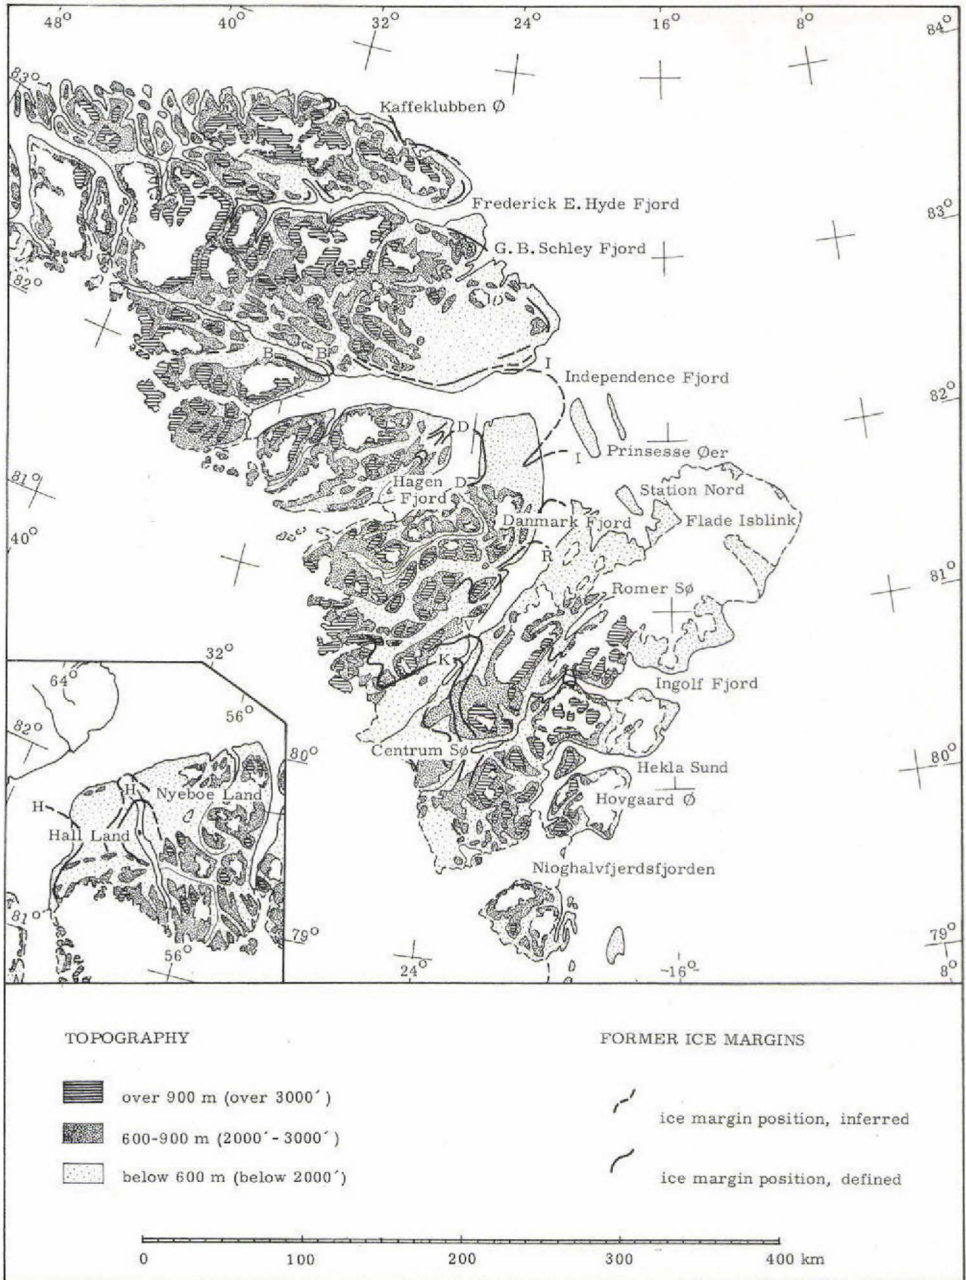 48° 40° 32° 24° 16° 8° 84°
83°
Kaffeklubben Ø
Frederick E. Hyde Fjord
83°
G. B. Schley Fjord
82°
B B
I
Independence Fjord
82°
D
Prinsesse Øer
I
81°
Hagen
Fjord
D
Station Nord
Danmark Fjord
Flade Isblink
40°
R
81°
Romer Sø
V
K
Ingolf Fjord
32°
64°
56°
82°
80°
Centrum Sø
80°
Hekla Sund
H
Nyeboe Land
H
Hovgaard Ø
Hall Land
Nioghalvfjerdsfjorden
81°
79°
79°
56°
24°
16°
8°
TOPOGRAPHY
over 900 m (over 3000´)
600-900 m (2000´-3000´)
below 600 m (below 2000´)
FORMER ICE MARGINS
ice margin position, inferred
ice margin position, defined
0 100 200 300 400 km